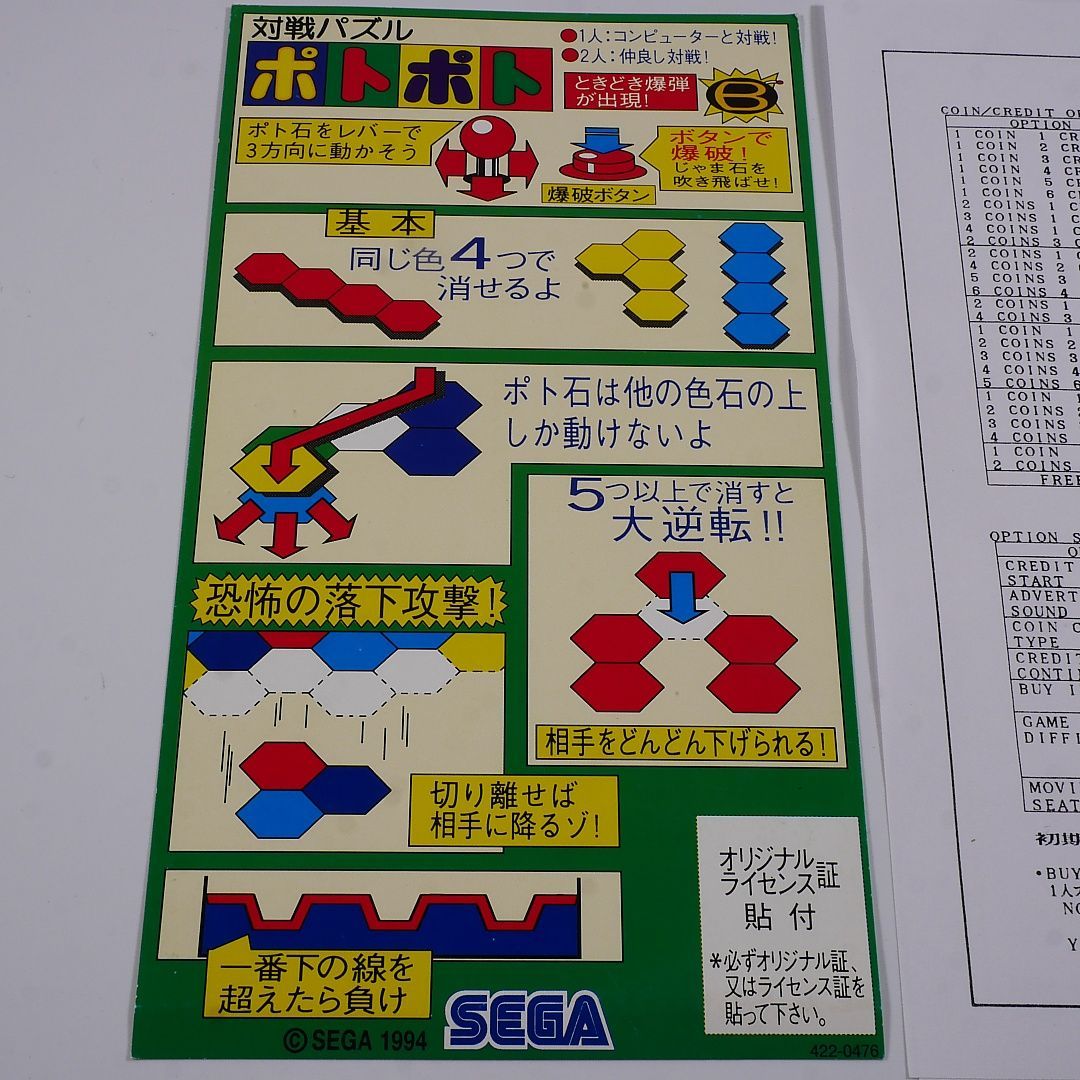 対戦パズル
ポトポト
●1人:コンピューターと対戦!
●2人:仲良し対戦!
ときどき爆弾
が出現!
B
ポト石をレバーで
3方向に動かそう
ボタンで
爆破!
じゃま石を
吹き飛ばせ!
爆破ボタン
基本
同じ色4つで
消せるよ
ポト石は他の色石の上
しか動けないよ
5つ以上で消すと
大逆転!!
相手をどんどん下げられる!
恐怖の落下攻撃!
切り離せば
相手に降るゾ!
一番下の線を
超えたら負け
オリジナル
ライセンス証
貼付
*必ずオリジナル証、
又はライセンス証を
貼って下さい。
© SEGA 1994
SEGA
422-0476
COIN/CREDIT
OPTION
1 COIN 1
1 COIN 2
1 COIN 3
1 COIN 4
1 COIN 5
1 COIN 6
2 COINS 1
3 COINS 1
4 COINS 1
2 COINS 3
2 COINS 1
4 COINS 2
5 COINS 3
6 COINS 4
2 COINS 1
4 COINS 3
1 COIN 1
2 COINS 2
3 COINS 3
4 COINS 4
5 COINS 6
1 COIN 1
2 COINS 2
3 COINS 3
4 COINS
1 COIN
2 COINS
FREE
OPTION
CREDIT
START
ADVERT
SOUND
COIN
TYPE
CREDIT
CONTIN
BUY
GAME
DIFFI
MOVI
SEAT
初期
•BUY
1人
NO
Y